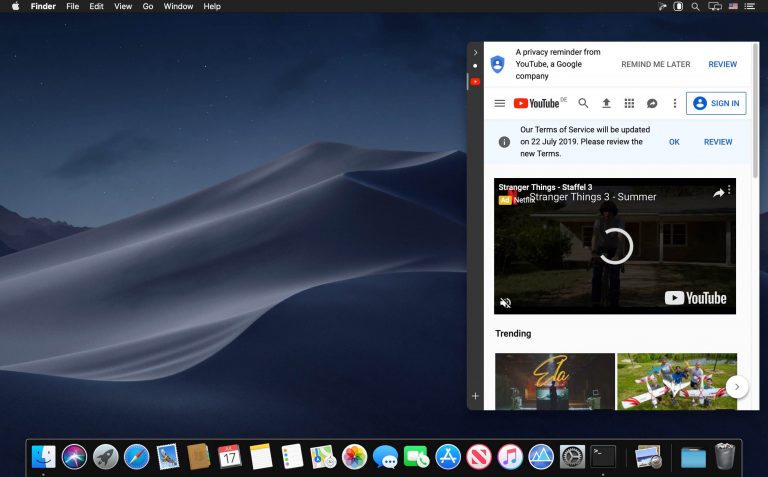 Finder File Edit View Go Window Help
A privacy reminder from
YouTube, a Google
company
REMIND ME LATER REVIEW
YouTube DE
SIGN IN
Our Terms of Service will be updated
on 22 July 2019. Please review the
new Terms.
OK REVIEW
Stranger Things - Staffel 3
Ad Netflix
Stranger Things 3 - Summer
YouTube
Trending
Ela
JUL
17